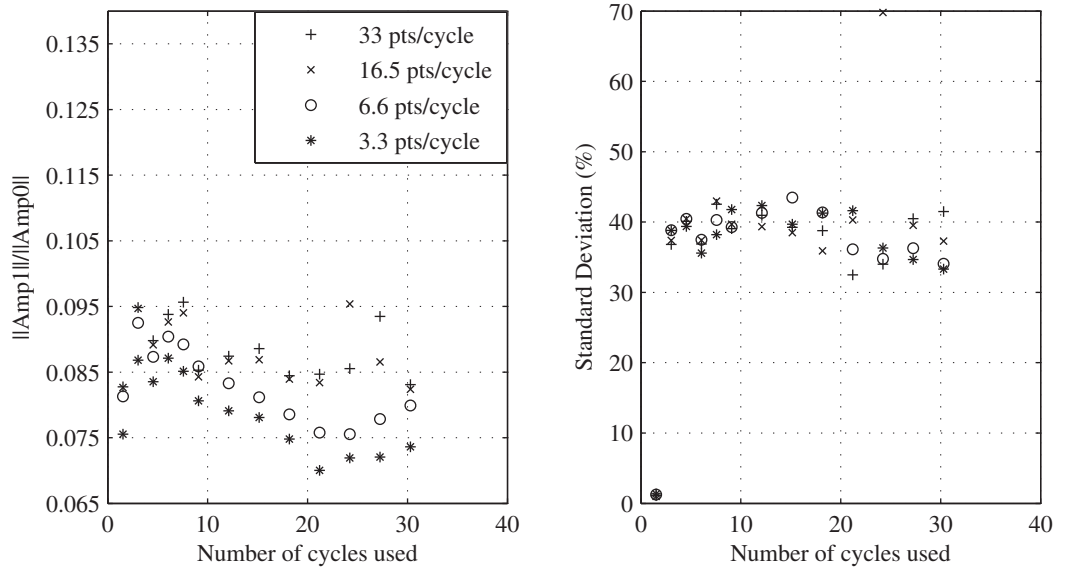 0.135
0.125
0.115
0.105
0.095
0.085
0.075
0.065
||Amp1||/||Amp0||
0 10 20 30 40
Number of cycles used
33 pts/cycle
16.5 pts/cycle
6.6 pts/cycle
3.3 pts/cycle
70
60
50
40
30
20
10
0
Standard Deviation (%)
0 10 20 30 40
Number of cycles used